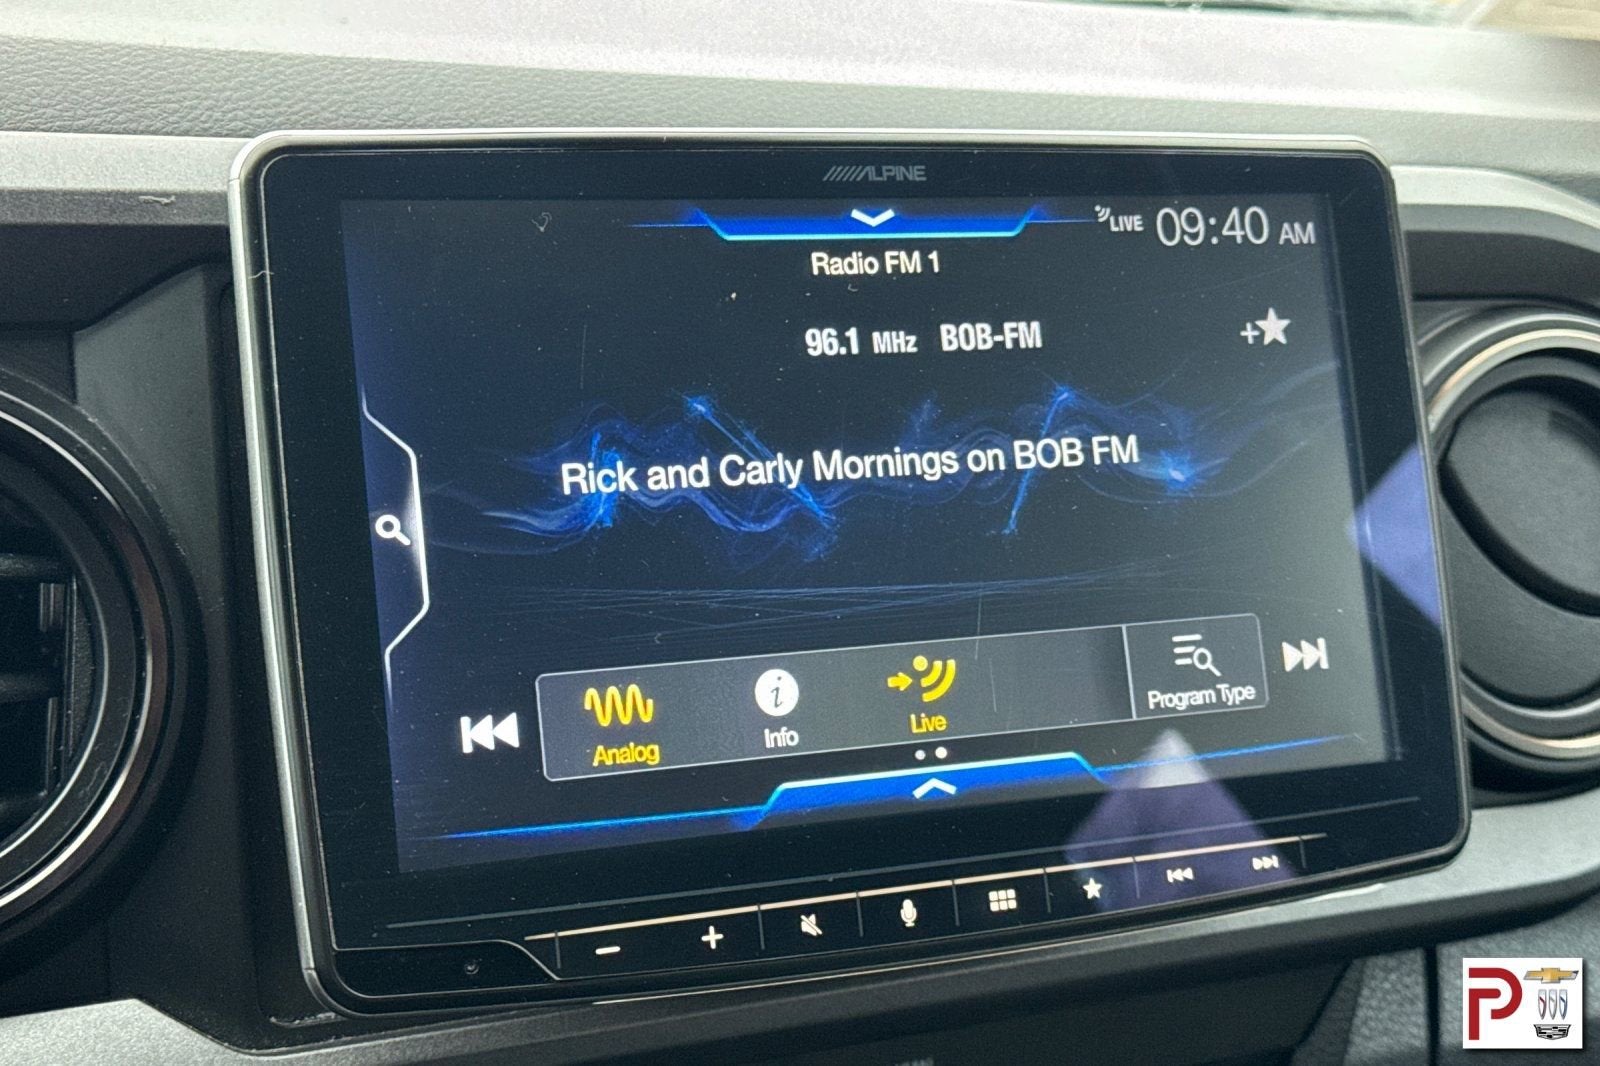 ALPINE
LIVE 09:40 AM
Radio FM 1
96.1 MHz BOB-FM
+
Rick and Carly Mornings on BOB FM
Analog
i
Info
Live
Program Type
P